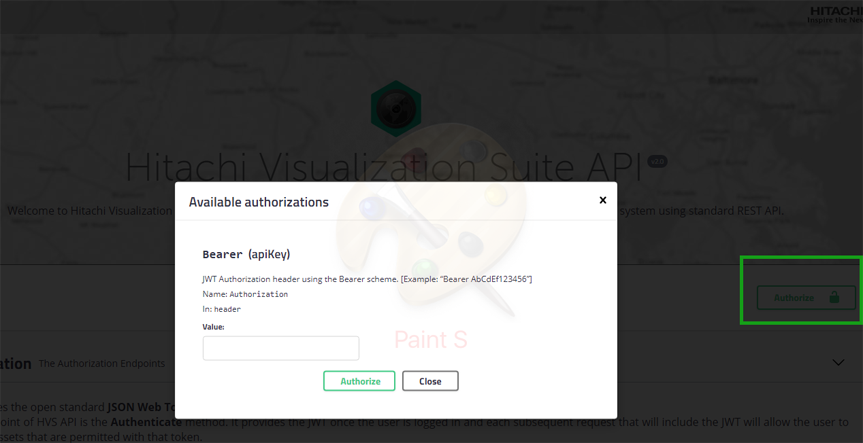 HITACHI
Inspire the Ne
Hitachi Visualization Suite API
Welcome to Hitachi Visualization
system using standard REST API.
Available authorizations
x
Bearer (apiKey)
JWT Authorization header using the Bearer scheme. [Example: “Bearer AbCdEf123456”]
Name: Authorization
In: header
Value:
Authorize
Close
Paint S
Authorize
ation The Authorization Endpoints
es the open standard JSON Web To
point of HVS API is the Authenticate method. It provides the JWT once the user is logged in and each subsequent request that will include the JWT will allow the user to
ssets that are permitted with that token.